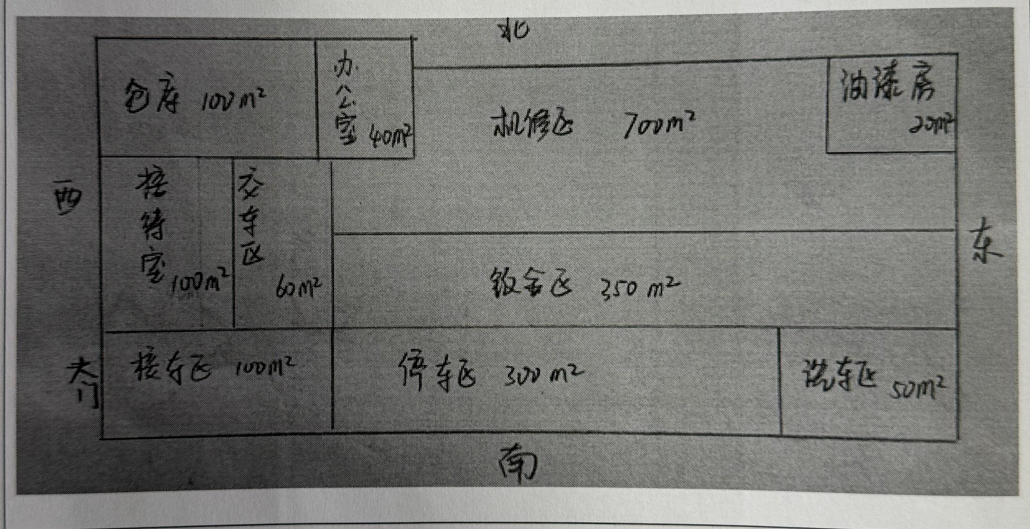 北
仓库 100m²
办公室 40m²
机修区 700m²
油漆房 20m²
西
接待室 100m²
交车区 60m²
东
钣金区 350m²
大门
接车区 100m²
停车区 300m²
洗车区 50m²
南